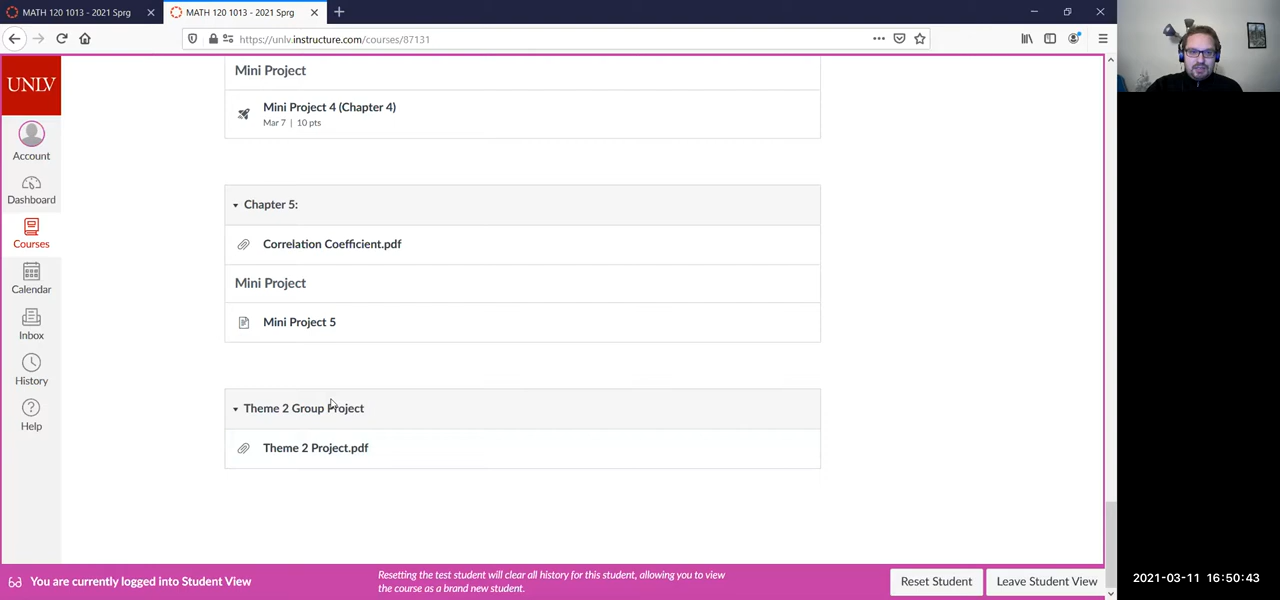 MATH 120 1013 - 2021 Sprg
MATH 120 1013 - 2021 Sprg
https://unlv.instructure.com/courses/87131
UNLV
Account
Dashboard
Courses
Calendar
Inbox
History
Help
Mini Project
Mini Project 4 (Chapter 4)
Mar 7 | 10 pts
Chapter 5:
Correlation Coefficient.pdf
Mini Project
Mini Project 5
Theme 2 Group Project
Theme 2 Project.pdf
You are currently logged into Student View
Resetting the test student will clear all history for this student, allowing you to view
the course as a brand new student.
Reset Student
Leave Student View
2021-03-11 16:50:43